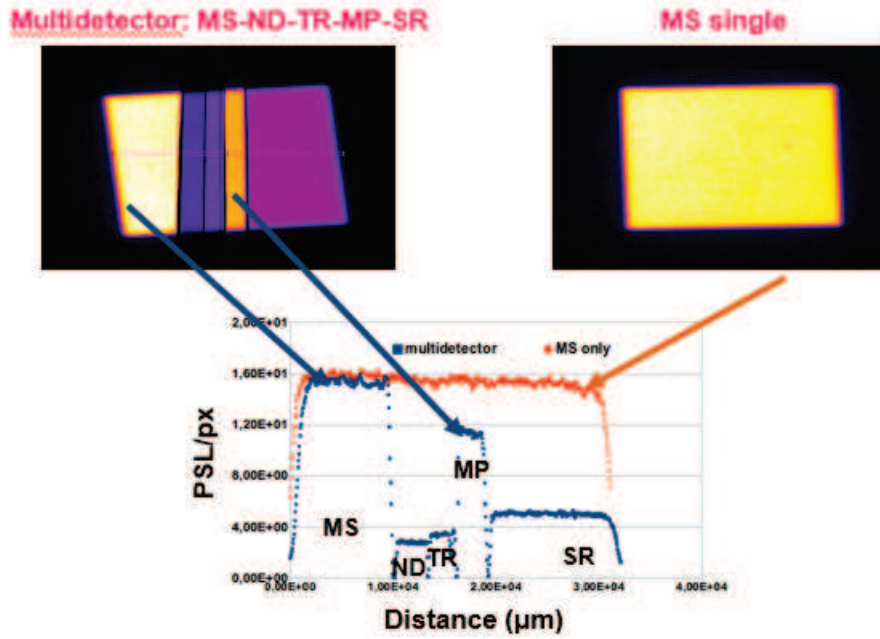 Multidetector: MS-ND-TR-MP-SR
MS single
2,00E+01
multidetector
MS only
1,60E+01
1,20E+01
MP
8,00E+00
4,00E+00
MS
ND
TR
SR
0,00E+00
0,00E+00
1,00E+04
2,00E+04
3,00E+04
4,00E+04
PSL/px
Distance (µm)